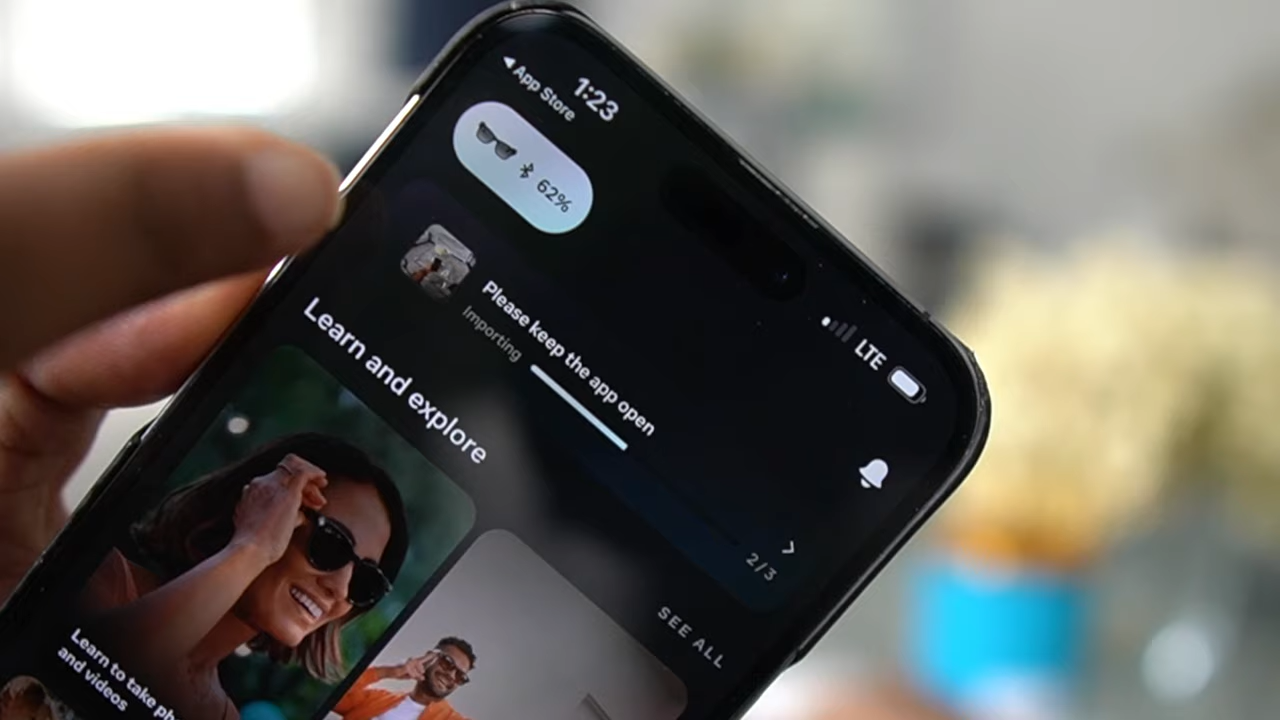 App Store
1:23
62%
LTE
Please keep the app open
Importing
2/3
Learn and explore
SEE ALL
Learn to take
and videos